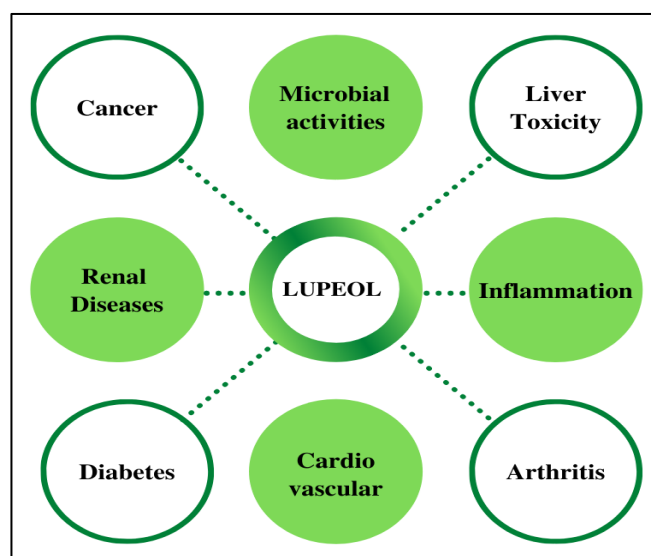 Cancer
Microbial
activities
Liver
Toxicity
Renal
Diseases
LUPEOL
Inflammation
Diabetes
Cardio
vascular
Arthritis